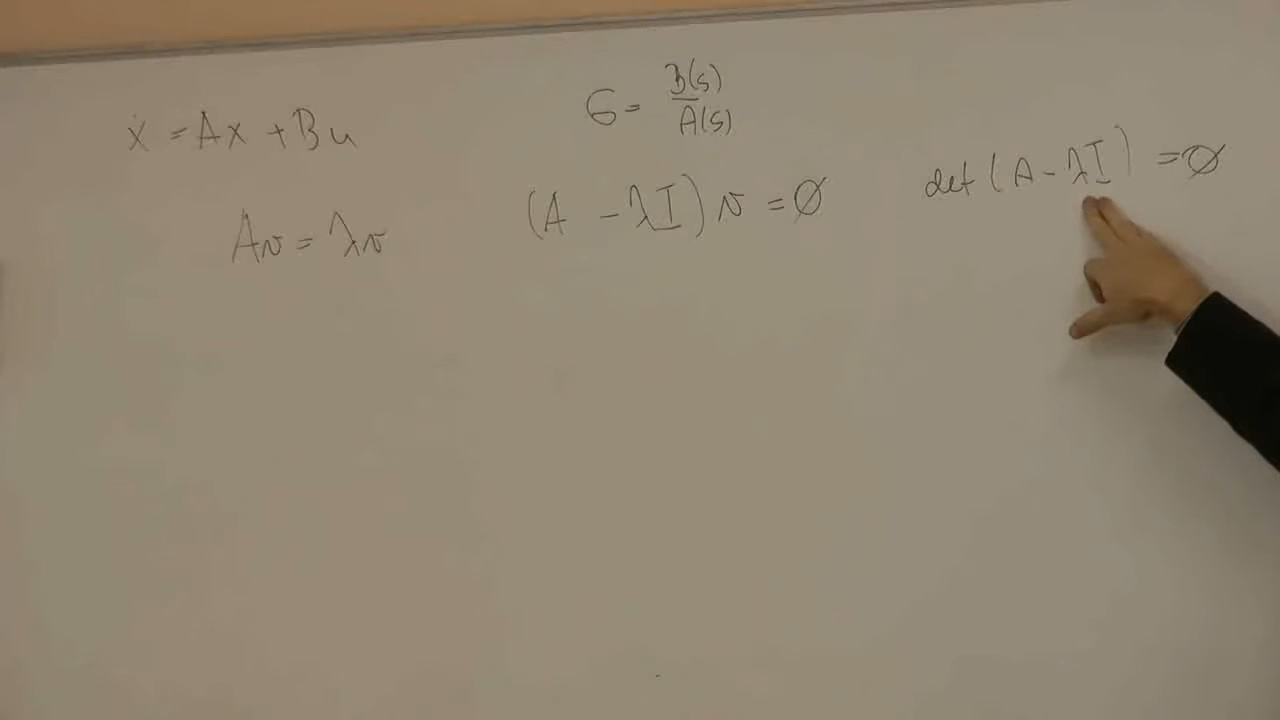 ẋ = Ax + Bu
G = B(s)/A(s)
Av = λv
(A - λI)v = ∅
det(A - λI) = ∅